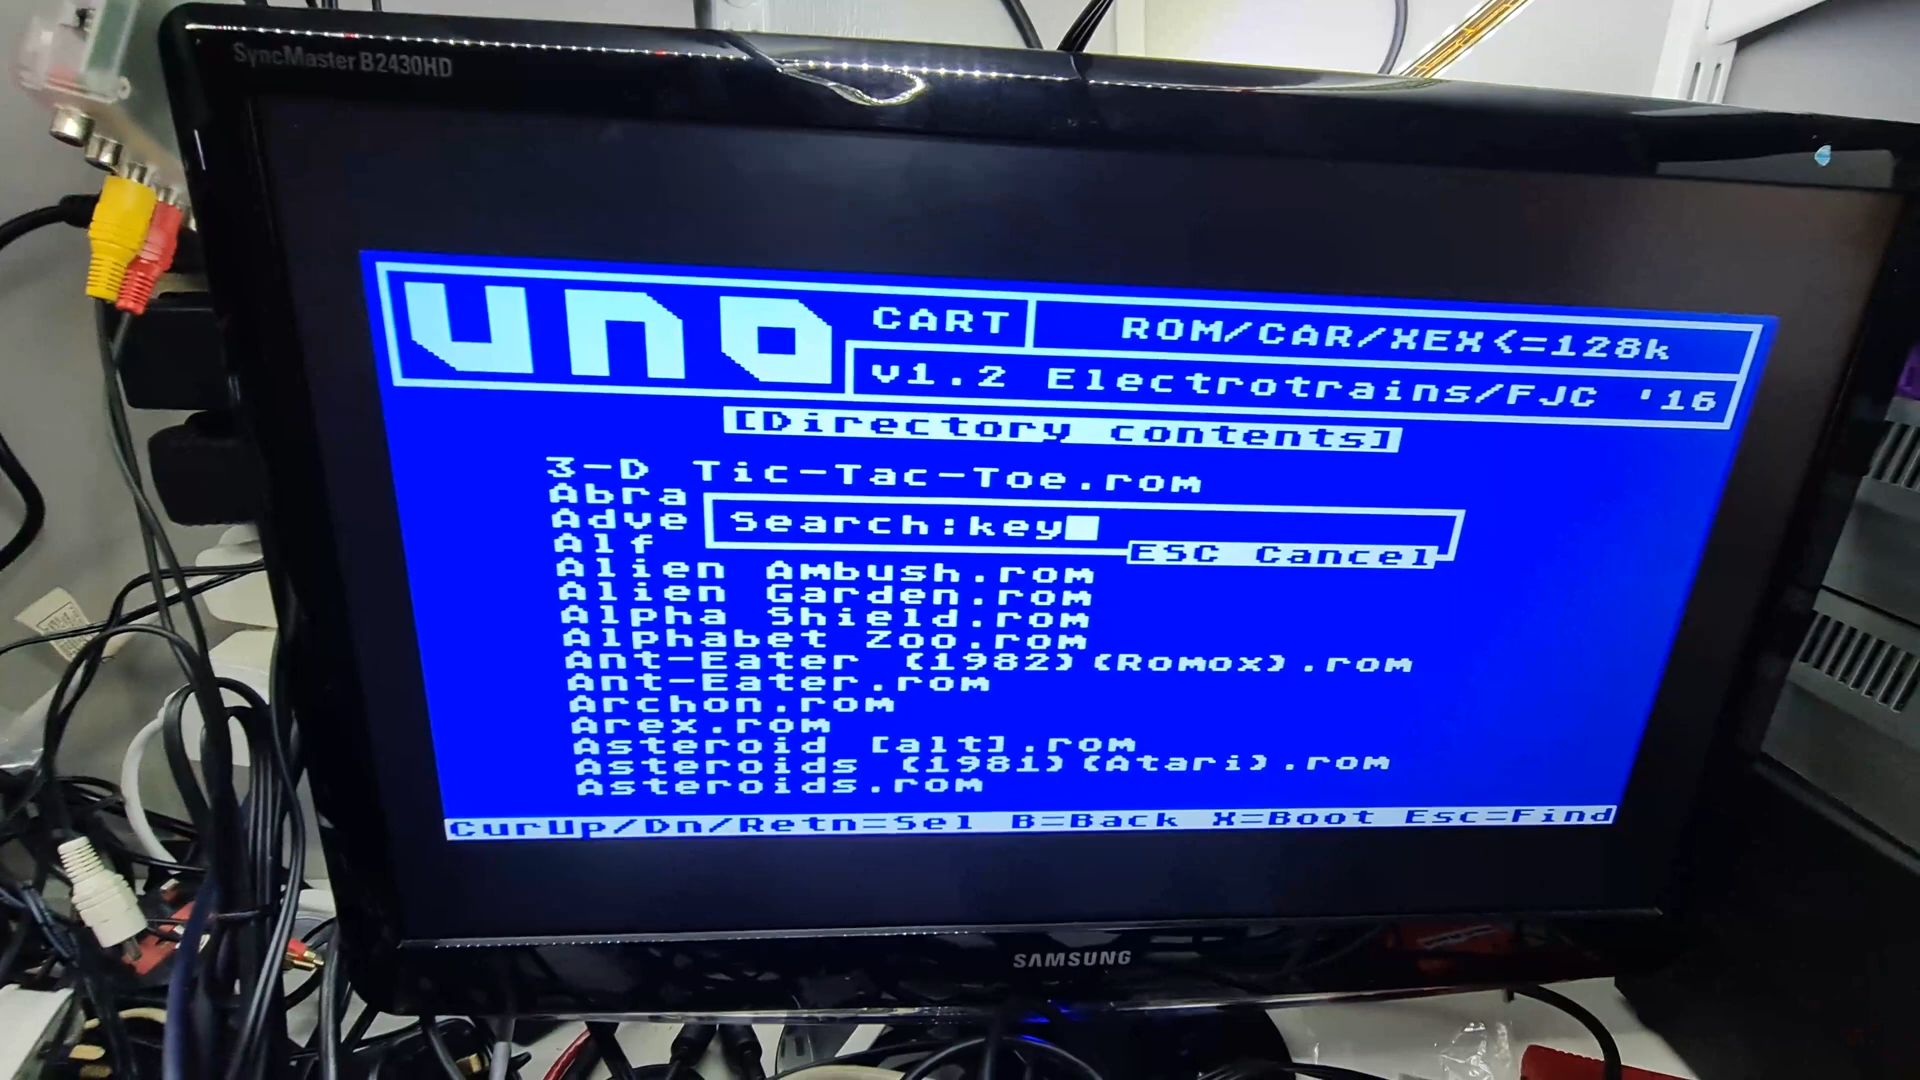 SyncMaster B2430HD
UNO
CART
ROM/CAR/XEX<=128k
v1.2 Electrotrains/FJC '16
[Directory contents]
3-D Tic-Tac-Toe.rom
Abra
Adve
Search:key
Alf
ESC Cancel
Alien Ambush.rom
Alien Garden.rom
Alpha Shield.rom
Alphabet Zoo.rom
Ant-Eater (1982)(Romox).rom
Ant-Eater.rom
Archon.rom
Arex.rom
Asteroid [alt].rom
Asteroids (1981)(Atari).rom
Asteroids.rom
CurUp/Dn/Retn=Sel B=Back X=Boot Esc=Find
SAMSUNG